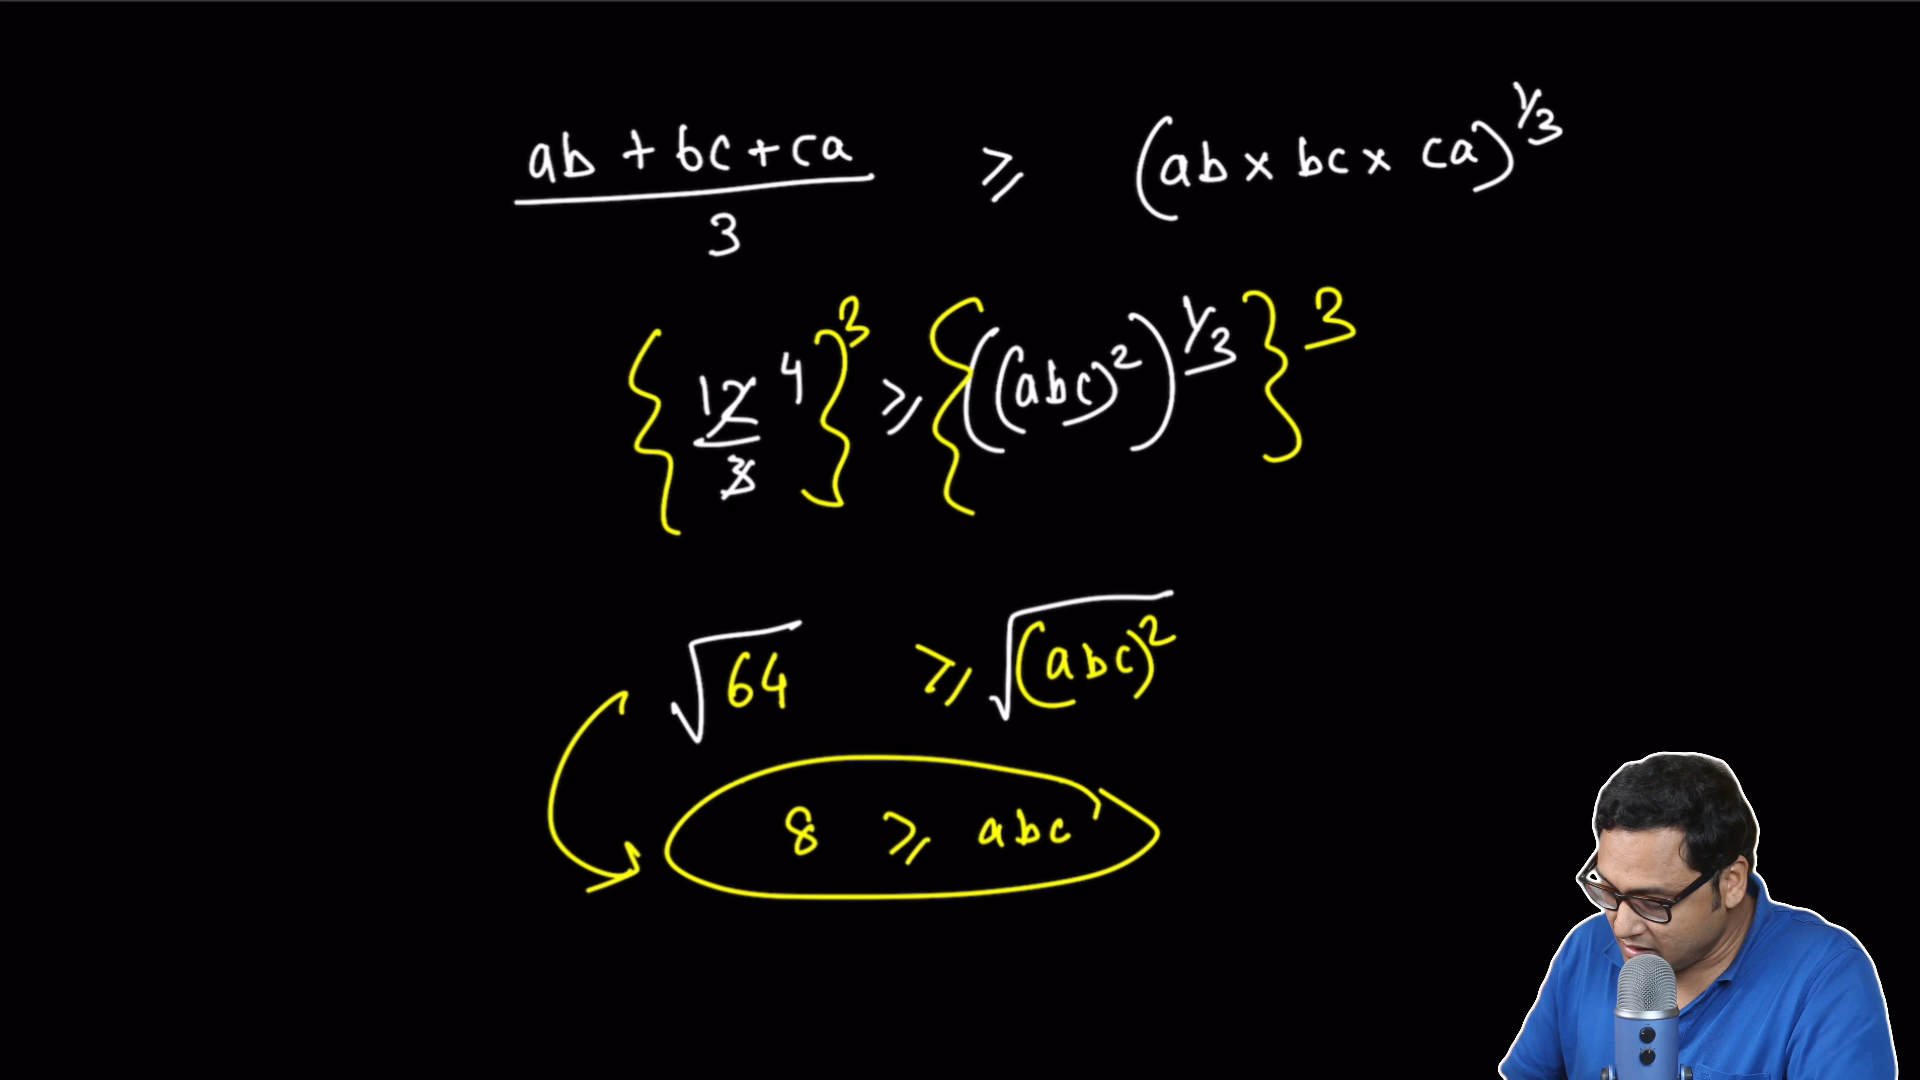 (ab + bc + ca)/3 ≥ (ab × bc × ca)^1/3
{12/3 4}^3 ≥ {((abc)^2)^1/3}^3
√64 ≥ √(abc)^2
8 ≥ abc